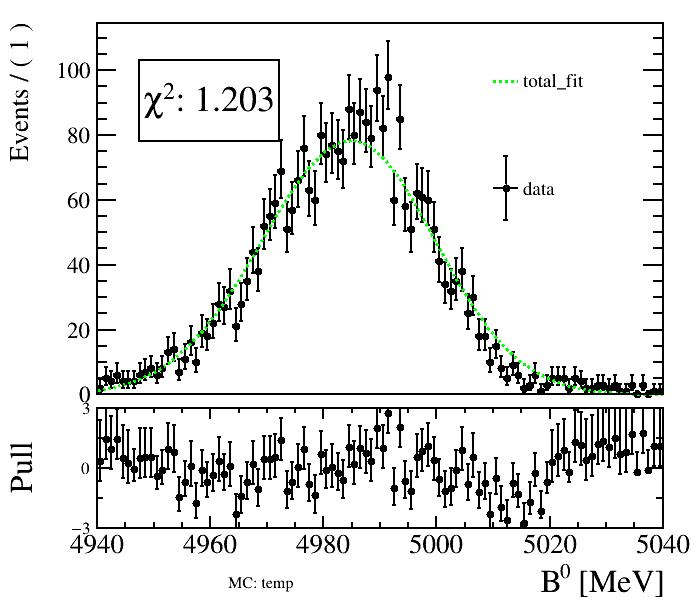 Events / ( 1 )
100
80
60
40
20
0
χ²: 1.203
total_fit
data
Pull
3
0
−3
4940 4960 4980 5000 5020 5040
MC: temp
B⁰ [MeV]